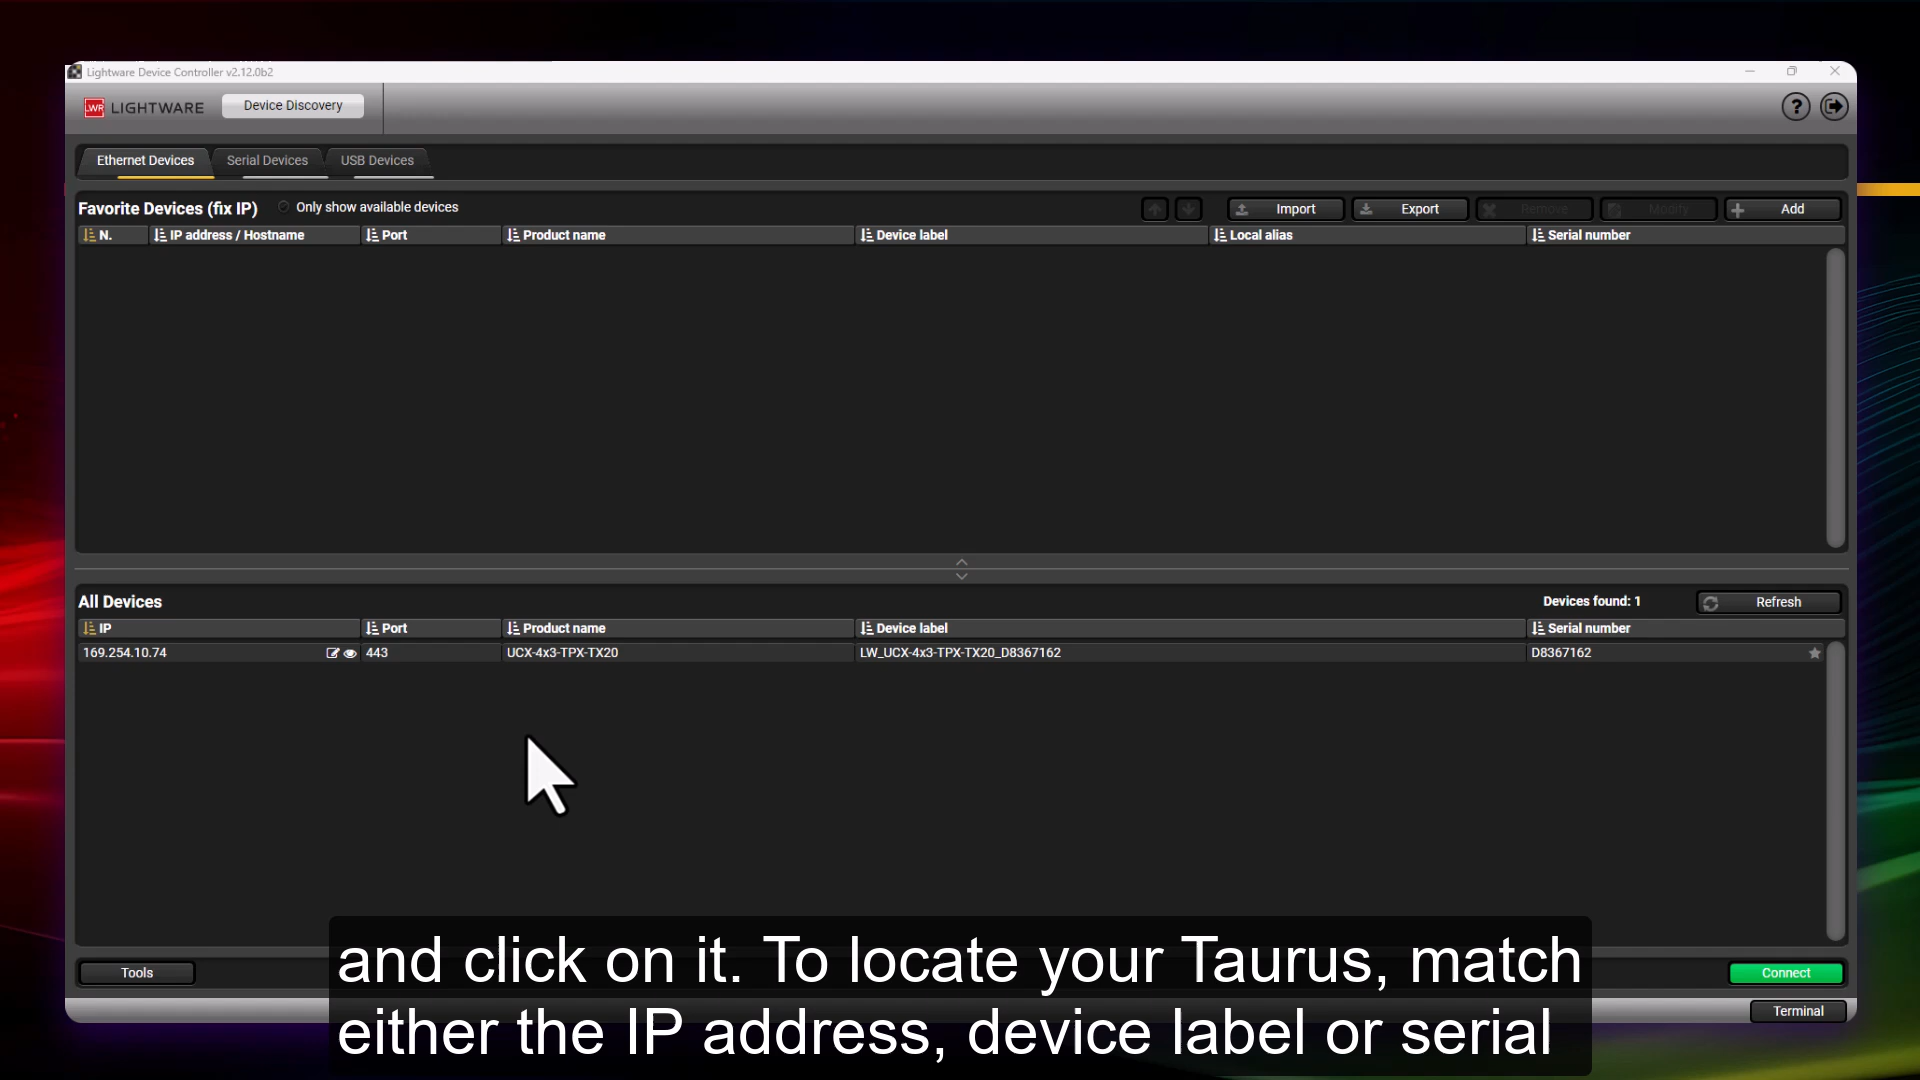 Lightware Device Controller v2.12.0b2
LWR LIGHTWARE Device Discovery ?
Ethernet Devices Serial Devices USB Devices
Favorite Devices (fix IP) Only show available devices Import Export Remove Modify Add
N. IP address / Hostname Port Product name Device label Local alias Serial number
All Devices Devices found: 1 Refresh
IP Port Product name Device label Serial number
169.254.10.74 443 UCX-4x3-TPX-TX20 LW_UCX-4x3-TPX-TX20_D8367162 D8367162
Tools Connect
Terminal
and click on it. To locate your Taurus, match
either the IP address, device label or serial